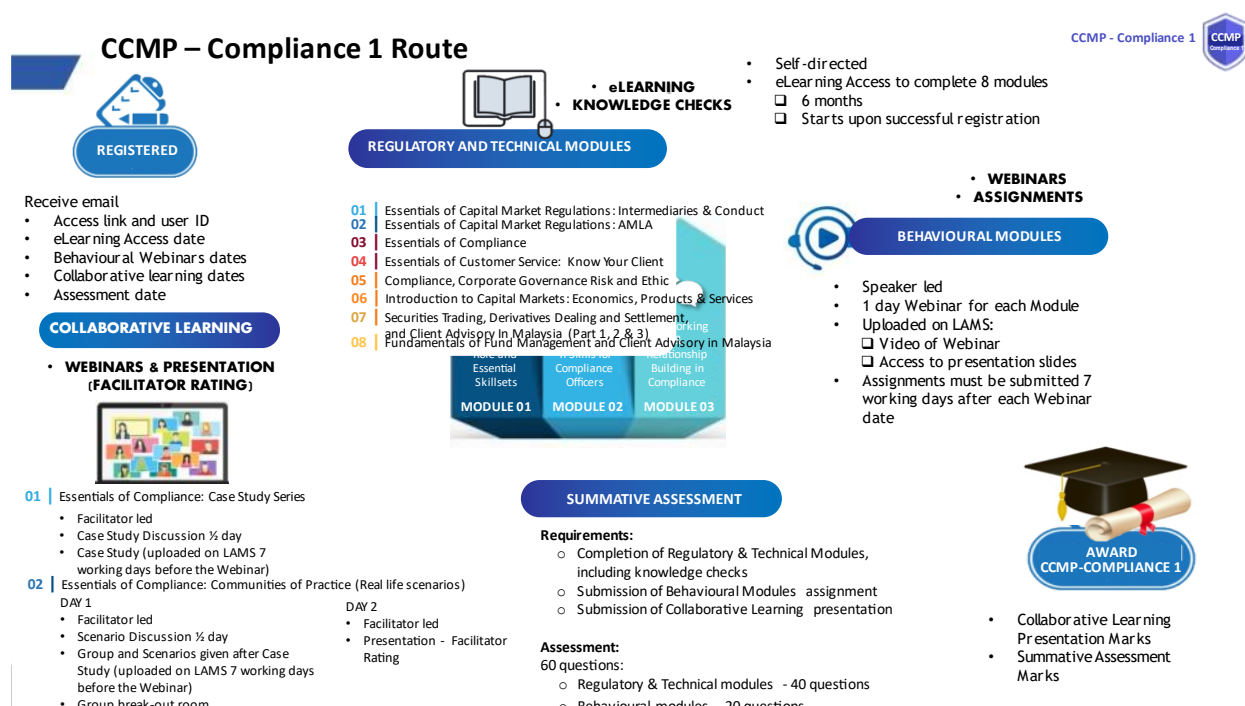 CCMP – Compliance 1 Route
CCMP - Compliance 1
CCMP
Compliance 1
REGISTERED
Receive email
• Access link and user ID
• eLearning Access date
• Behavioural Webinars dates
• Collaborative learning dates
• Assessment date
• eLEARNING
• KNOWLEDGE CHECKS
• Self-directed
• eLearning Access to complete 8 modules
❑ 6 months
❑ Starts upon successful registration
REGULATORY AND TECHNICAL MODULES
01 Essentials of Capital Market Regulations: Intermediaries & Conduct
02 Essentials of Capital Market Regulations: AMLA
03 Essentials of Compliance
04 Essentials of Customer Service: Know Your Client
05 Compliance, Corporate Governance Risk and Ethic
06 Introduction to Capital Markets: Economics, Products & Services
07 Securities Trading, Derivatives Dealing and Settlement,
and Client Advisory In Malaysia (Part 1, 2 & 3)
08 Fundamentals of Fund Management and Client Advisory in Malaysia
Essential
Skillsets
MODULE 01
Compliance
Officers
MODULE 02
Relationship
Building in
Compliance
MODULE 03
• WEBINARS
• ASSIGNMENTS
BEHAVIOURAL MODULES
• Speaker led
• 1 day Webinar for each Module
• Uploaded on LAMS:
❑ Video of Webinar
❑ Access to presentation slides
• Assignments must be submitted 7
working days after each Webinar
date
COLLABORATIVE LEARNING
• WEBINARS & PRESENTATION
(FACILITATOR RATING)
01 Essentials of Compliance: Case Study Series
• Facilitator led
• Case Study Discussion ½ day
• Case Study (uploaded on LAMS 7
working days before the Webinar)
02 Essentials of Compliance: Communities of Practice (Real life scenarios)
DAY 1
• Facilitator led
• Scenario Discussion ½ day
• Group and Scenarios given after Case
Study (uploaded on LAMS 7 working days
before the Webinar)
• Group break-out room
DAY 2
• Facilitator led
• Presentation - Facilitator
Rating
SUMMATIVE ASSESSMENT
Requirements:
o Completion of Regulatory & Technical Modules,
including knowledge checks
o Submission of Behavioural Modules assignment
o Submission of Collaborative Learning presentation
Assessment:
60 questions:
o Regulatory & Technical modules - 40 questions
o Behavioural modules - 20 questions
AWARD
CCMP-COMPLIANCE 1
• Collaborative Learning
Presentation Marks
• Summative Assessment
Marks